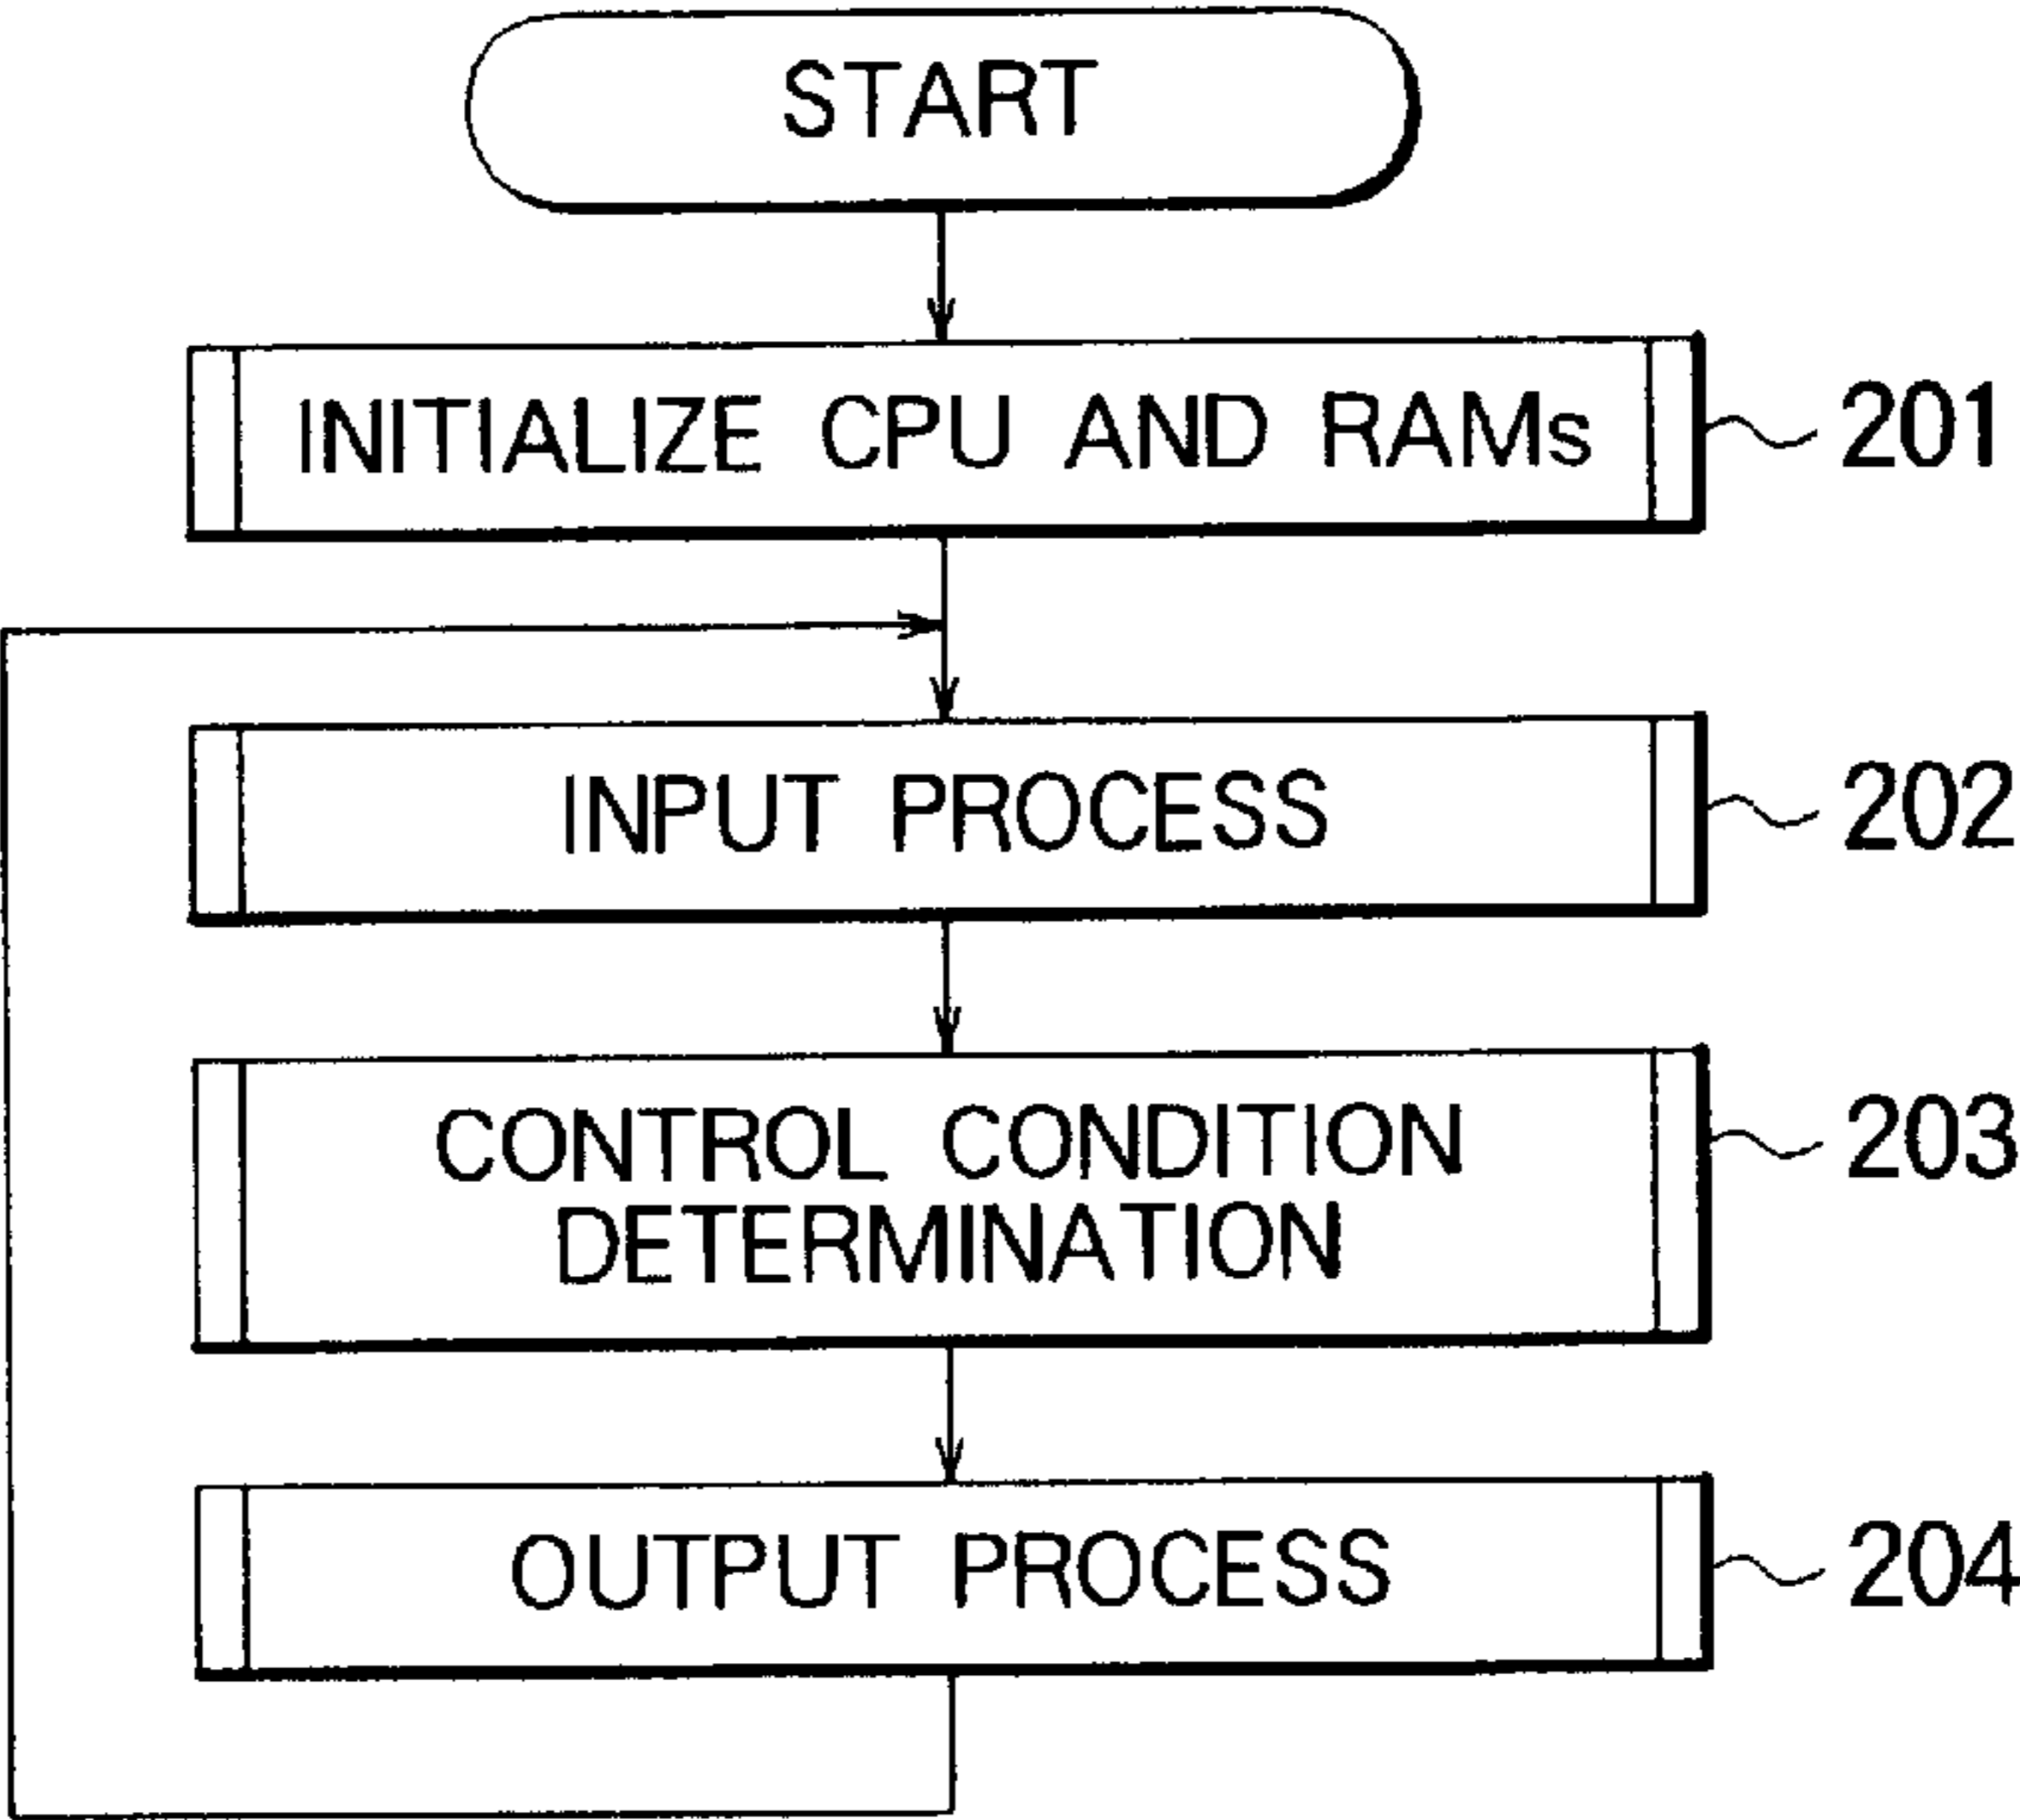 START
INITIALIZE CPU AND RAMs
201
INPUT PROCESS
202
CONTROL CONDITION
DETERMINATION
203
OUTPUT PROCESS
204